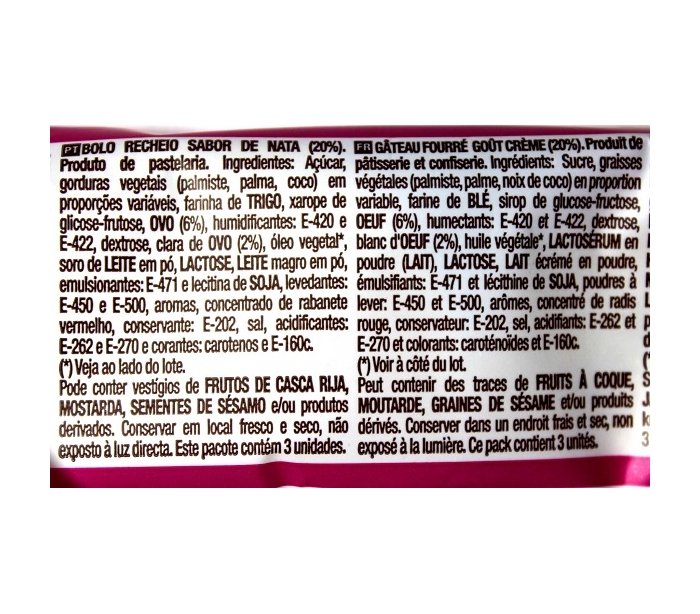 PT BOLO RECHEIO SABOR DE NATA (20%).
Produto de pastelaria. Ingredientes: Açúcar,
gorduras vegetais (palmiste, palma, coco) em
proporções variáveis, farinha de TRIGO, xarope de
glicose-frutose, OVO (6%), humidificantes: E-420 e
E-422, dextrose, clara de OVO (2%), óleo vegetal*,
soro de LEITE em pó, LACTOSE, LEITE magro em pó,
emulsionantes: E-471 e lecitina de SOJA, levedantes:
E-450 e E-500, aromas, concentrado de rabanete
vermelho, conservante: E-202, sal, acidificantes:
E-262 e E-270 e corantes: carotenos e E-160c.
(*) Veja ao lado do lote.
Pode conter vestígios de FRUTOS DE CASCA RIJA,
MOSTARDA, SEMENTES DE SÉSAMO e/ou produtos
derivados. Conservar em local fresco e seco, não
exposto à luz directa. Este pacote contém 3 unidades.
FR GÂTEAU FOURRÉ GOÛT CRÈME (20%). Produit de
pâtisserie et confiserie. Ingrédients: Sucre, graisses
végétales (palmiste, palme, noix de coco) en proportion
variable, farine de BLÉ, sirop de glucose-fructose,
OEUF (6%), humectants: E-420 et E-422, dextrose,
blanc d'OEUF (2%), huile végétale*, LACTOSÉRUM en
poudre (LAIT), LACTOSE, LAIT écrémé en poudre,
émulsifiants: E-471 et lécithine de SOJA, poudres à
lever: E-450 et E-500, arômes, concentré de radis
rouge, conservateur: E-202, sel, acidifiants: E-262 et
E-270 et colorants: caroténoïdes et E-160c.
(*) Voir à côté du lot.
Peut contenir des traces de FRUITS À COQUE,
MOUTARDE, GRAINES DE SÉSAME et/ou produits
dérivés. Conserver dans un endroit frais et sec, non
exposé à la lumière. Ce pack contient 3 unités.